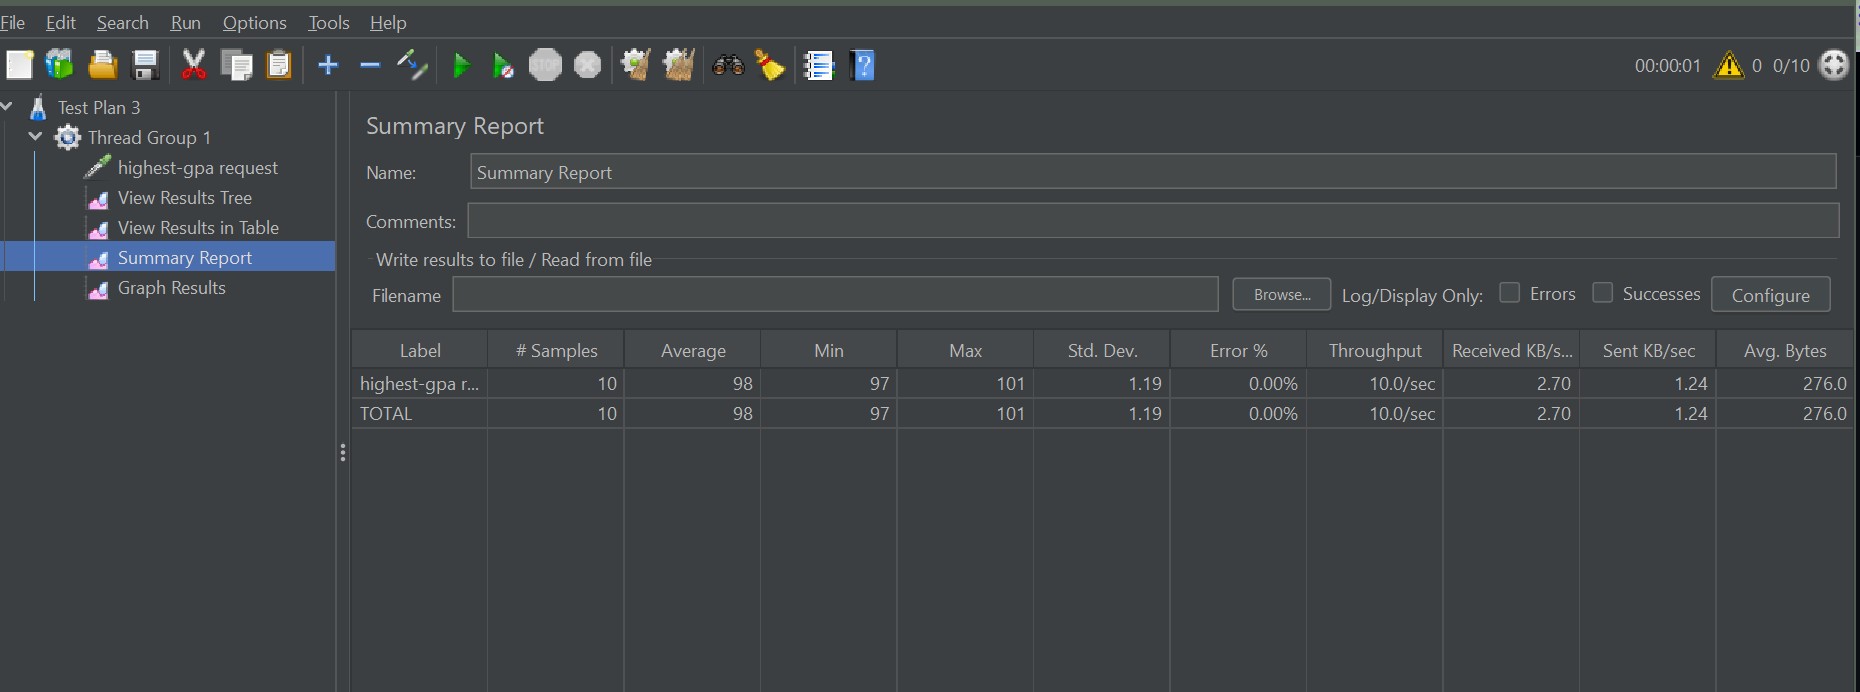 File Edit Search Run Options Tools Help
STOP
00:00:01 0 0/10
Test Plan 3
Thread Group 1
highest-gpa request
View Results Tree
View Results in Table
Summary Report
Graph Results
Summary Report
Name: Summary Report
Comments:
Write results to file / Read from file
Filename Browse... Log/Display Only: Errors Successes Configure
Label # Samples Average Min Max Std. Dev. Error % Throughput Received KB/s... Sent KB/sec Avg. Bytes
highest-gpa r... 10 98 97 101 1.19 0.00% 10.0/sec 2.70 1.24 276.0
TOTAL 10 98 97 101 1.19 0.00% 10.0/sec 2.70 1.24 276.0